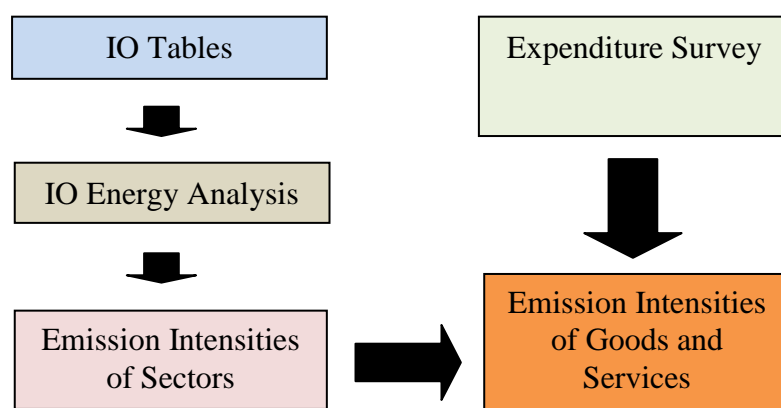 IO Tables
Expenditure Survey
IO Energy Analysis
Emission Intensities
of Sectors
Emission Intensities
of Goods and
Services